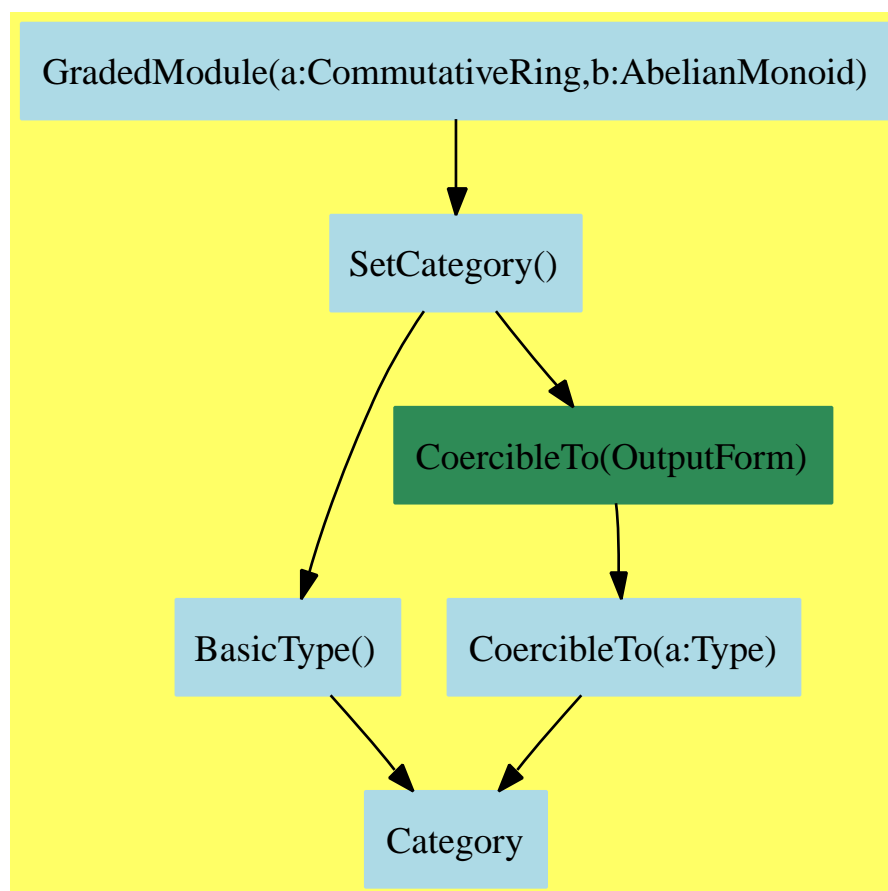 GradedModule(a:CommutativeRing,b:AbelianMonoid)
SetCategory()
CoercibleTo(OutputForm)
BasicType()
CoercibleTo(a:Type)
Category